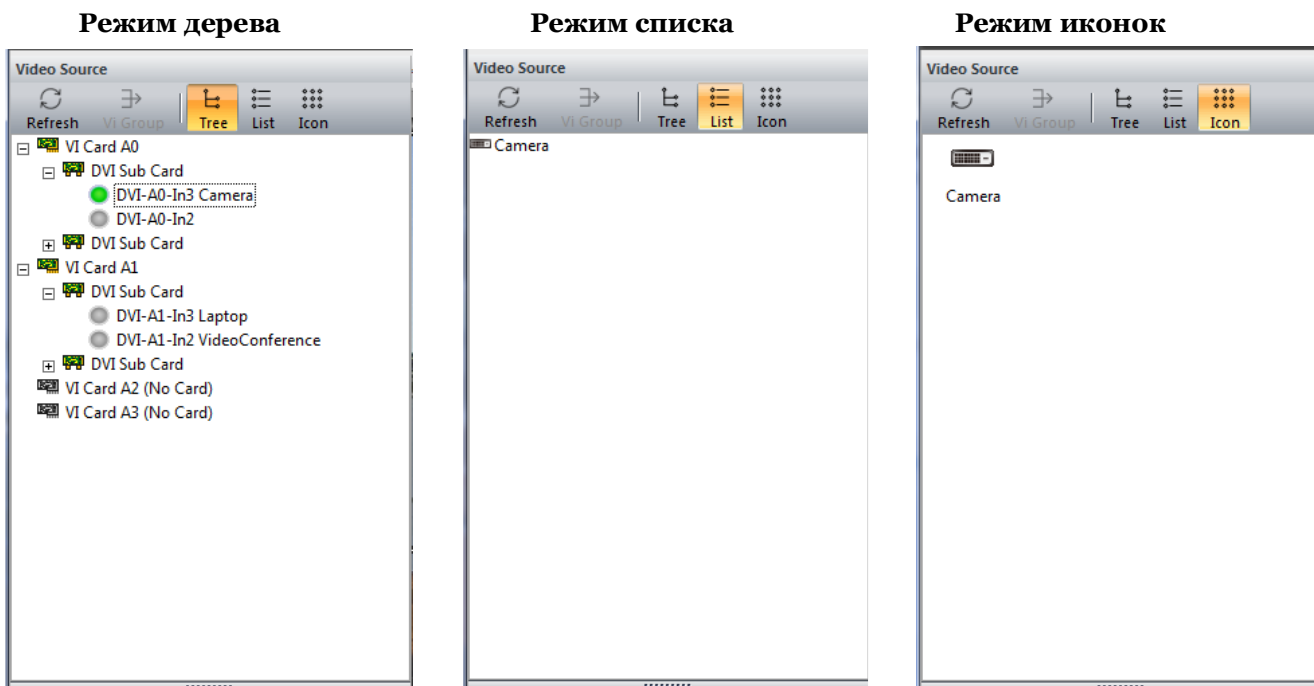 Режим дерева
Video Source
Refresh Vi Group Tree List Icon
VI Card A0
DVI Sub Card
DVI-A0-In3 Camera
DVI-A0-In2
DVI Sub Card
VI Card A1
DVI Sub Card
DVI-A1-In3 Laptop
DVI-A1-In2 VideoConference
DVI Sub Card
VI Card A2 (No Card)
VI Card A3 (No Card)
Режим списка
Video Source
Refresh Vi Group Tree List Icon
Camera
Режим иконок
Video Source
Refresh Vi Group Tree List Icon
Camera